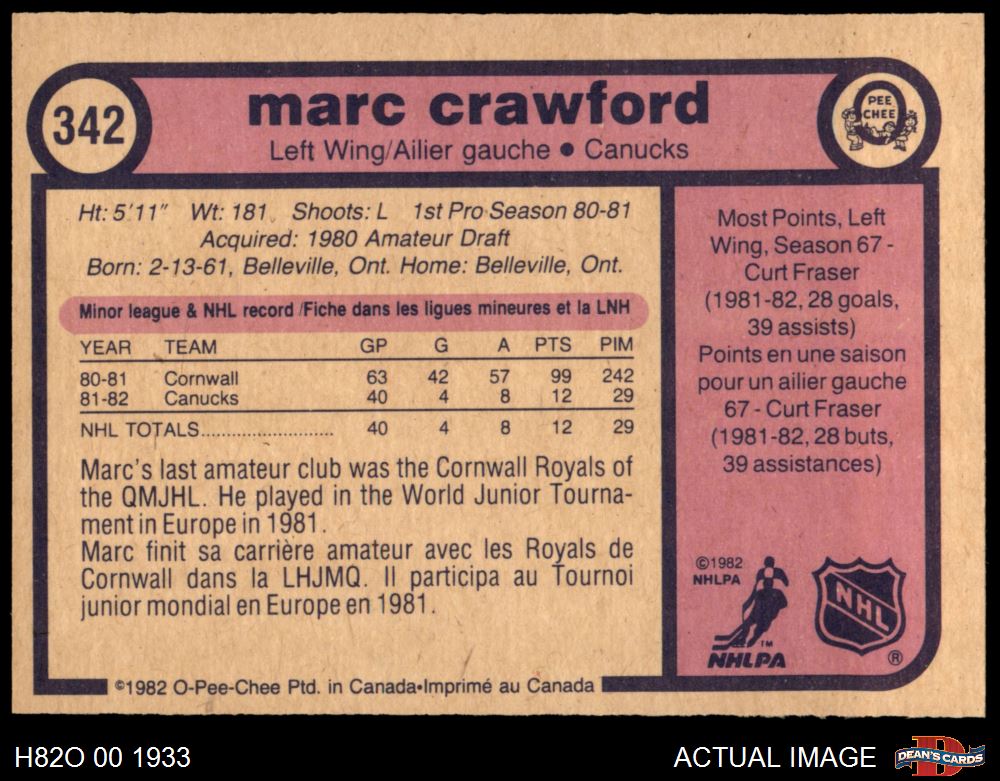 342
marc crawford
Left Wing/Ailier gauche • Canucks
O
PEE
CHEE
Ht: 5'11" Wt: 181 Shoots: L 1st Pro Season 80-81
Acquired: 1980 Amateur Draft
Born: 2-13-61, Belleville, Ont. Home: Belleville, Ont.
Minor league & NHL record /Fiche dans les ligues mineures et la LNH
YEAR TEAM GP G A PTS PIM
80-81 Cornwall 63 42 57 99 242
81-82 Canucks 40 4 8 12 29
NHL TOTALS........................... 40 4 8 12 29
Marc's last amateur club was the Cornwall Royals of
the QMJHL. He played in the World Junior Tourna-
ment in Europe in 1981.
Marc finit sa carrière amateur avec les Royals de
Cornwall dans la LHJMQ. Il participa au Tournoi
junior mondial en Europe en 1981.
Most Points, Left
Wing, Season 67 -
Curt Fraser
(1981-82, 28 goals,
39 assists)
Points en une saison
pour un ailier gauche
67 - Curt Fraser
(1981-82, 28 buts,
39 assistances)
©1982
NHLPA
TM
NHLPA
NHL
®
©1982 O-Pee-Chee Ptd. in Canada•Imprimé au Canada
H82O 00 1933
ACTUAL IMAGE
D
DEAN'S CARDS